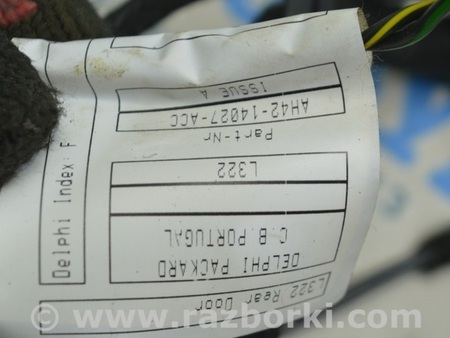 L322 Rear Door
DELPHI PACKARD
C.B. PORTUGAL
L322
Part-Nr
AH42-14027-ACC
ISSUE A
Delphi Index: F
www.razborki.com